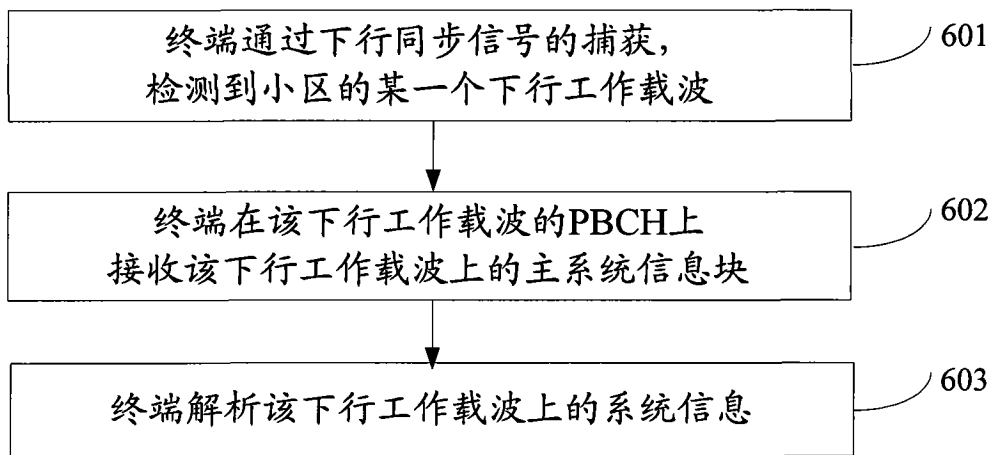 终端通过下行同步信号的捕获,
检测到小区的某一个下行工作载波
601
终端在该下行工作载波的PBCH上
接收该下行工作载波上的主系统信息块
602
终端解析该下行工作载波上的系统信息
603